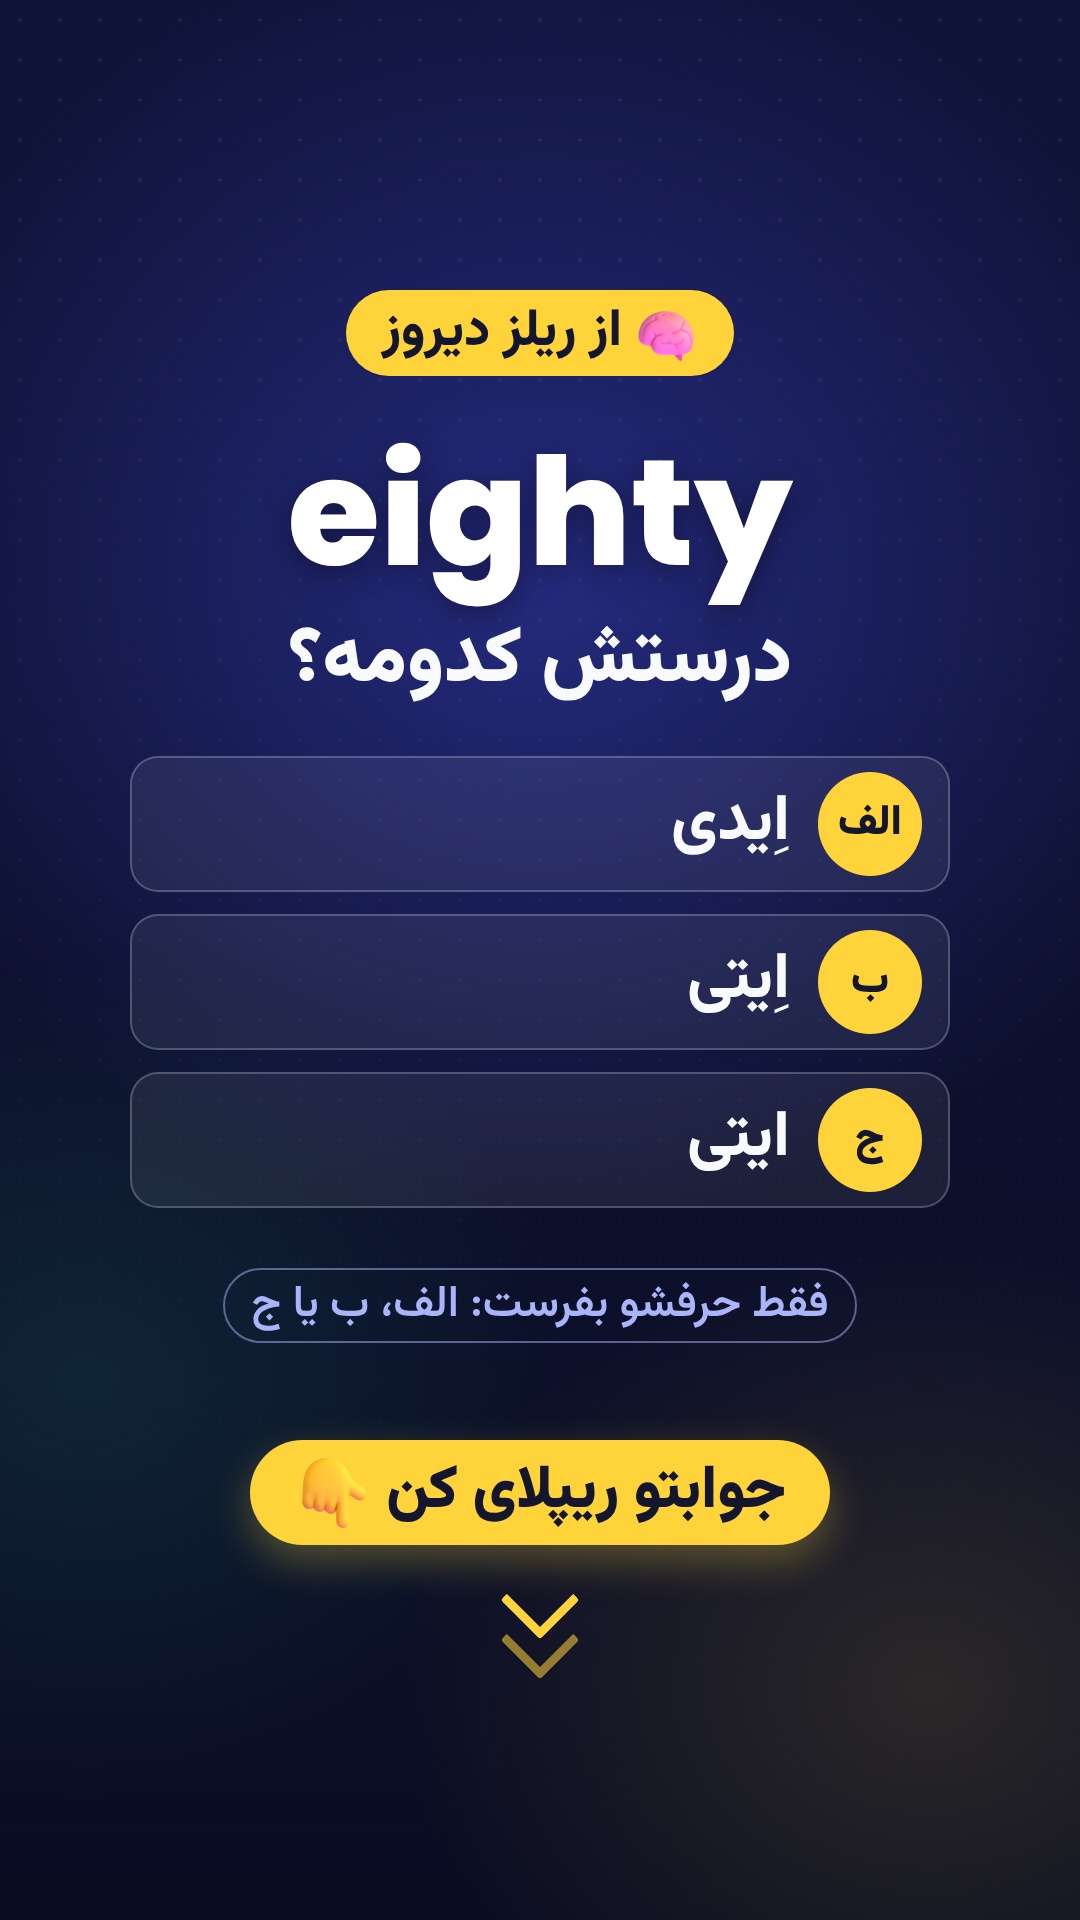 🧠 از ریلز دیروز
eighty
درستش کدومه؟
الف اِیدی
ب اِیتی
ج ایتی
فقط حرفشو بفرست: الف، ب یا ج
جوابتو ریپلای کن 👇